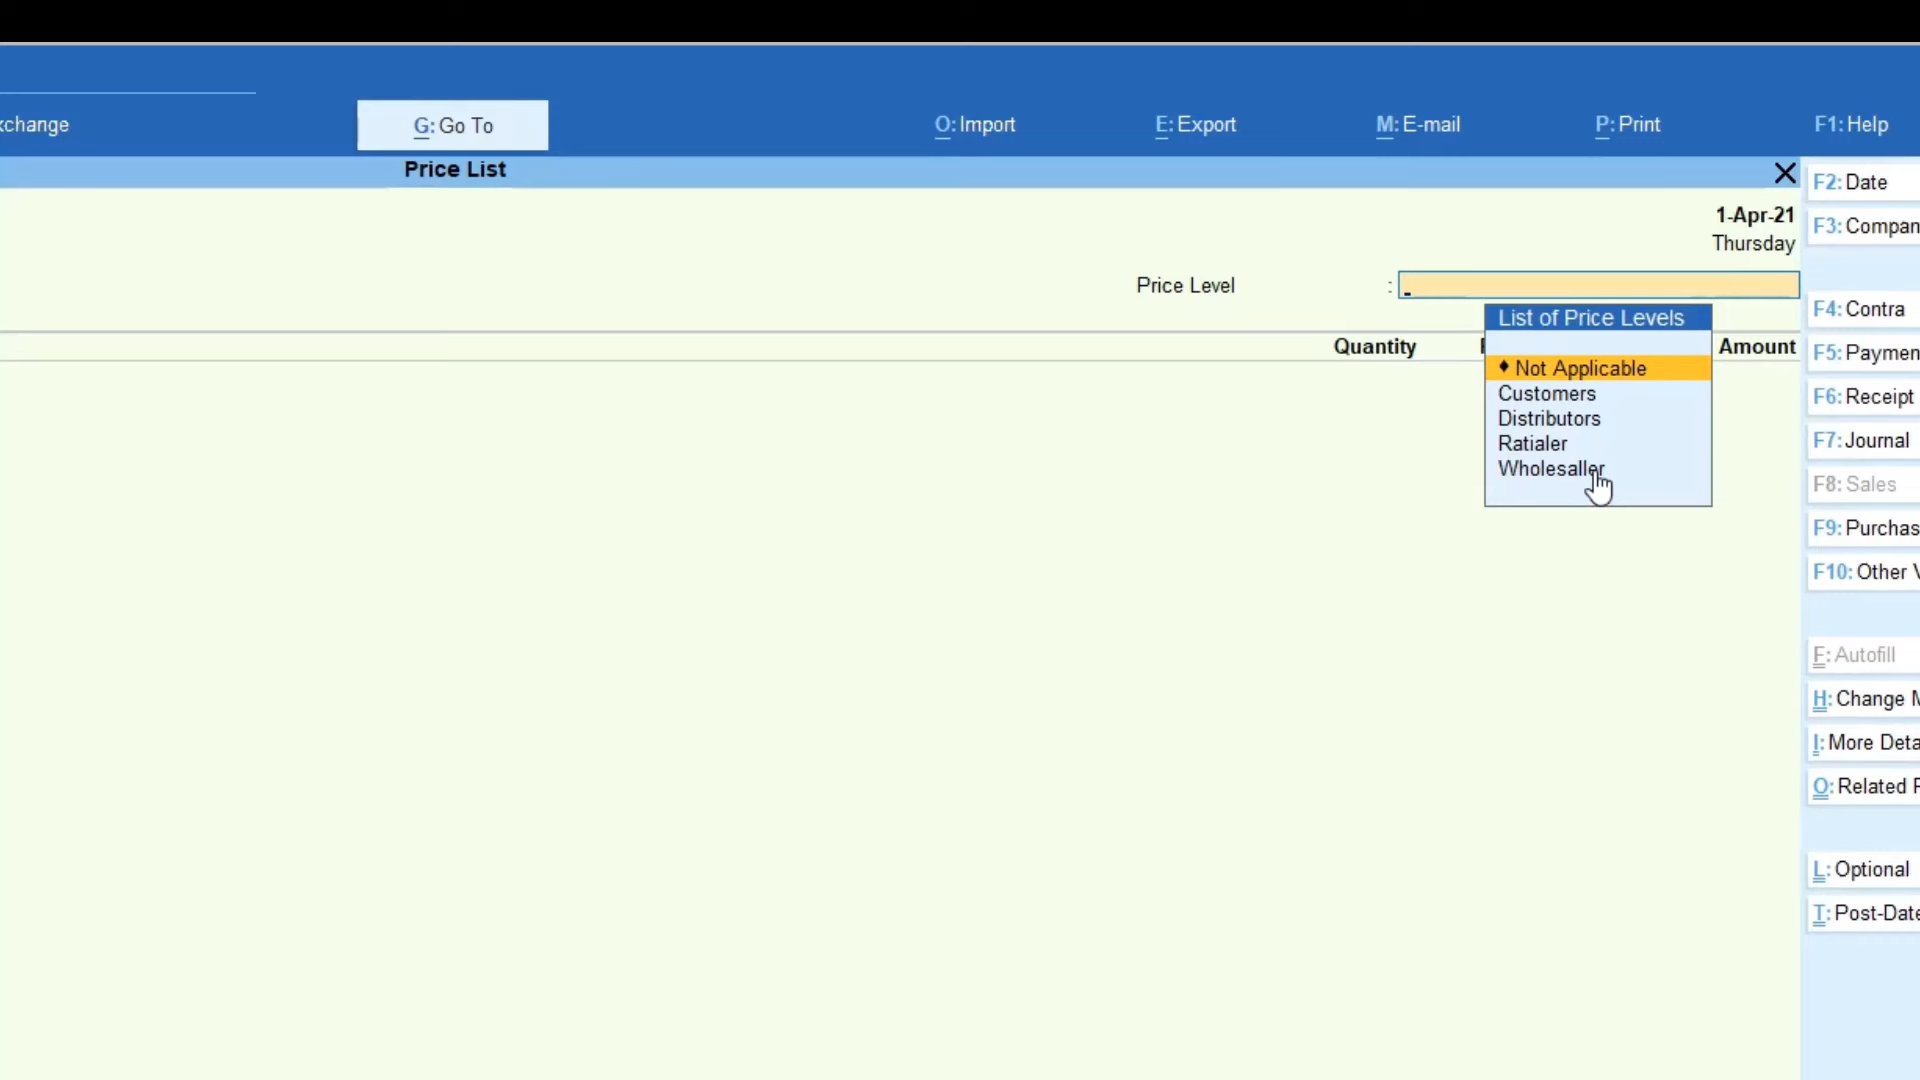 xchange
G: Go To
O: Import
E: Export
M: E-mail
P: Print
F1: Help
Price List
1-Apr-21
Thursday
Price Level :
List of Price Levels
Quantity
Amount
♦ Not Applicable
Customers
Distributors
Ratialer
Wholesaller
F2: Date
F3: Compan
F4: Contra
F5: Paymen
F6: Receipt
F7: Journal
F8: Sales
F9: Purchas
F10: Other V
F: Autofill
H: Change M
I: More Deta
O: Related
L: Optional
T: Post-Date